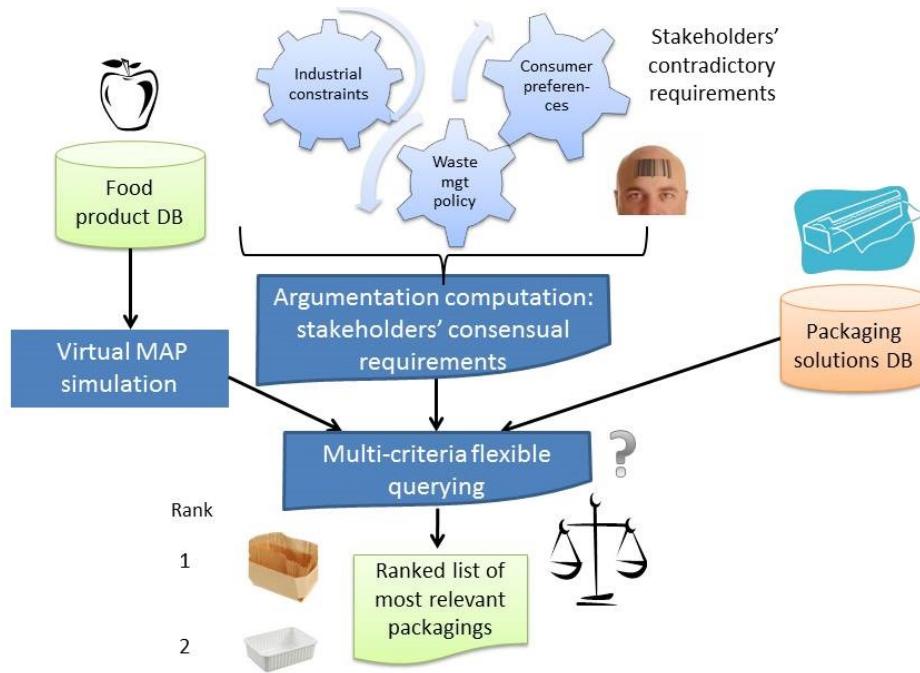 Industrial
constraints
Consumer
preferen-
ces
Waste
mgt
policy
Stakeholders'
contradictory
requirements
Food
product DB
Argumentation computation:
stakeholders' consensual
requirements
Virtual MAP
simulation
Packaging
solutions DB
Multi-criteria flexible
querying
?
Rank
1
Ranked list of
most relevant
packagings
2